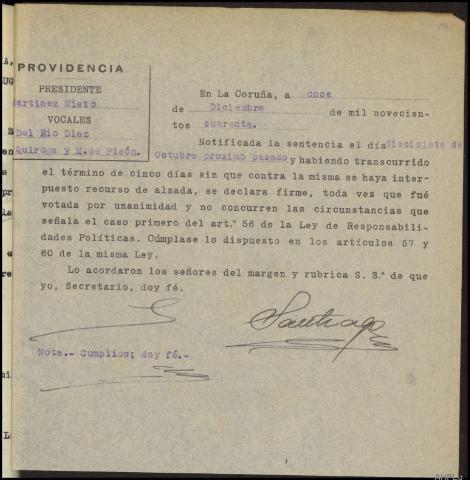 PROVIDENCIA
PRESIDENTE
Martinez Nieto
VOCALES
Del Rio Diaz
Quiroga y M. de Pisón.
En La Coruña, a once
de Diciembre de mil novecien-
tos cuarenta.
Notificada la sentencia el día diecisiete de
Octubre proximo pasado y habiendo transcurrido
el término de cinco días sin que contra la misma se haya inter-
puesto recurso de alzada, se declara firme, toda vez que fué
votada por unanimidad y no concurren las circunstancias que
señala el caso primero del art.º 56 de la Ley de Responsabili-
dades Políticas. Cúmplase lo dispuesto en los artículos 57 y
60 de la misma Ley.
Lo acordaron los señores del margen y rubrica S. S.ª de que
yo, Secretario, doy fé.
Santiago
Nota.- Cumplido; doy fé.-